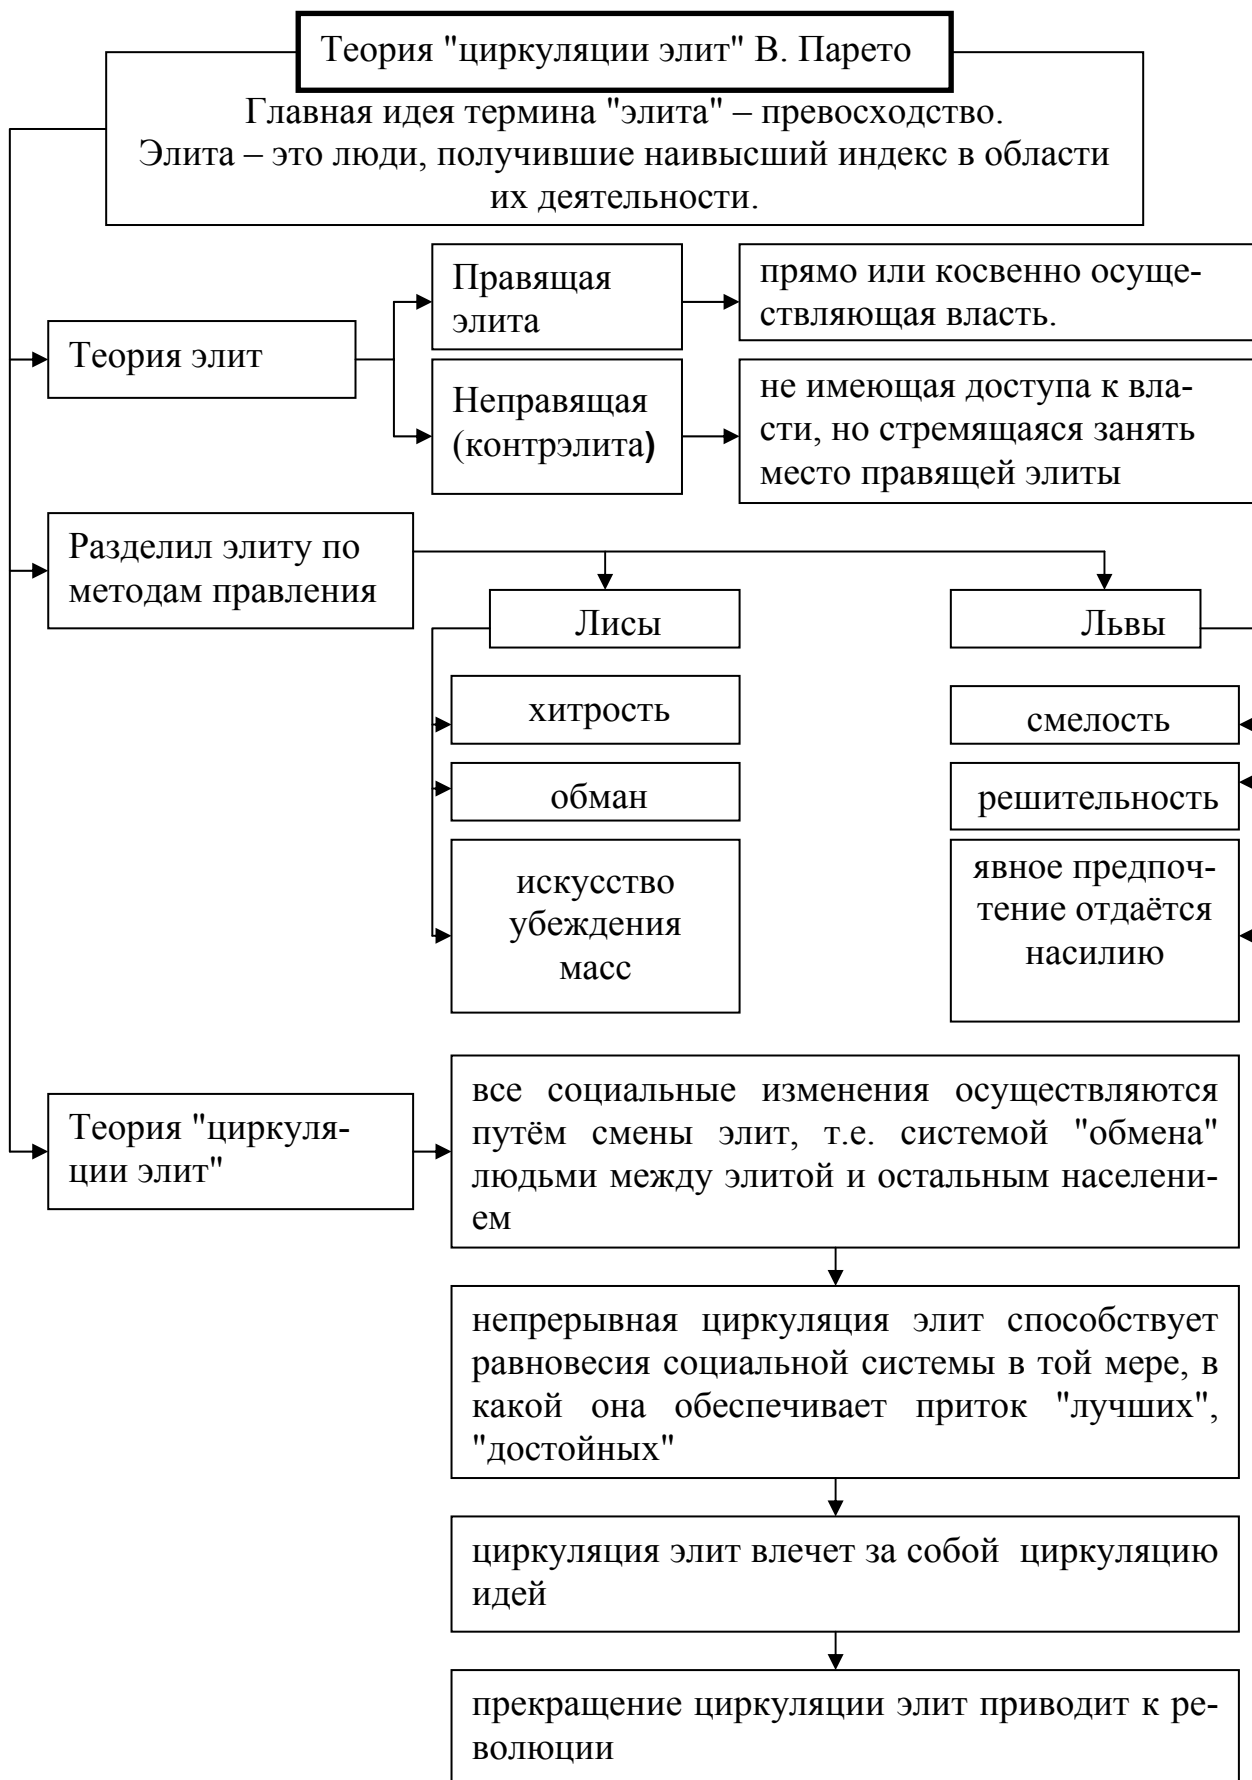 Теория "циркуляции элит" В. Парето
Главная идея термина "элита" – превосходство.
Элита – это люди, получившие наивысший индекс в области
их деятельности.
Теория элит
Правящая
элита
прямо или косвенно осуще-
ствляющая власть.
Неправящая
(контрэлита)
не имеющая доступа к вла-
сти, но стремящаяся занять
место правящей элиты
Разделил элиту по
методам правления
Лисы
хитрость
обман
искусство
убеждения
масс
Львы
смелость
решительность
явное предпоч-
тение отдаётся
насилию
Теория "циркуля-
ции элит"
все социальные изменения осуществляются
путём смены элит, т.е. системой "обмена"
людьми между элитой и остальным населени-
ем
непрерывная циркуляция элит способствует
равновесия социальной системы в той мере, в
какой она обеспечивает приток "лучших",
"достойных"
циркуляция элит влечет за собой циркуляцию
идей
прекращение циркуляции элит приводит к ре-
волюции